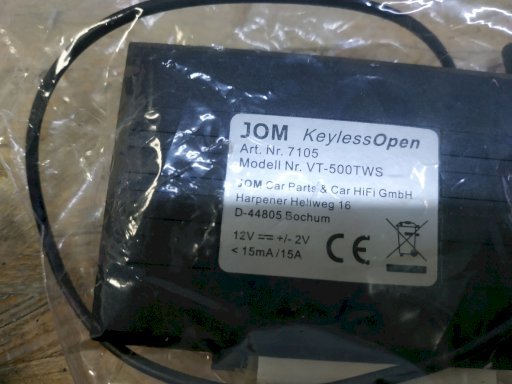 JOM KeylessOpen
Art. Nr. 7105
Modell Nr. VT-500TWS
JOM Car Parts & Car HiFi GmbH
Harpener Hellweg 16
D-44805 Bochum
12V ⎓ +/- 2V
< 15mA/15A
CE